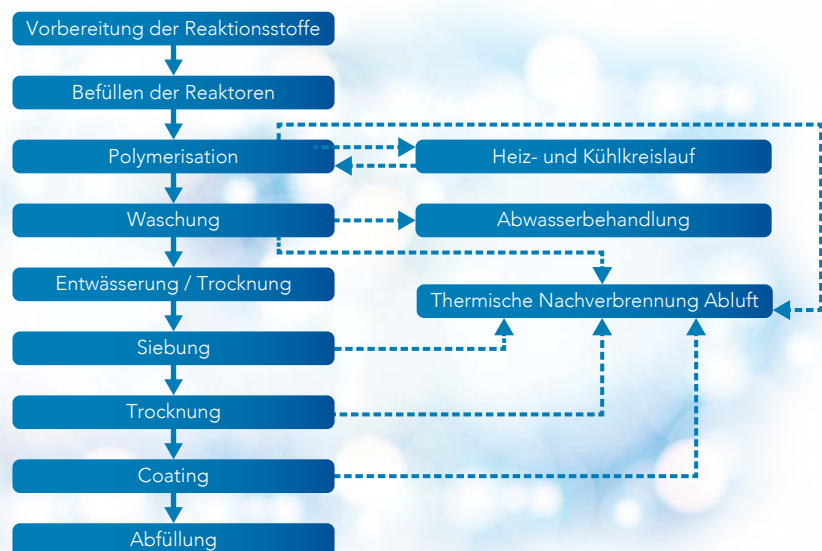 Vorbereitung der Reaktionsstoffe
Befüllen der Reaktoren
Polymerisation
Heiz- und Kühlkreislauf
Waschung
Abwasserbehandlung
Entwässerung / Trocknung
Thermische Nachverbrennung Abluft
Siebung
Trocknung
Coating
Abfüllung